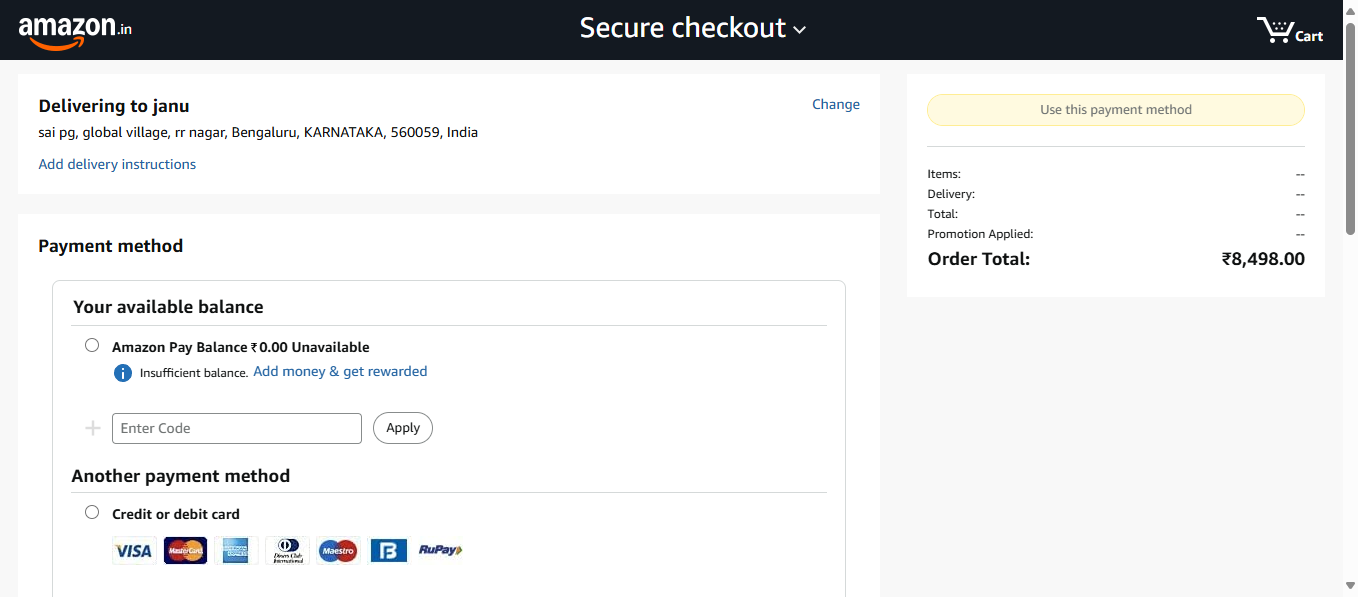 amazon.in
Secure checkout
Cart
Delivering to janu
Change
sai pg, global village, rr nagar, Bengaluru, KARNATAKA, 560059, India
Add delivery instructions
Payment method
Your available balance
Amazon Pay Balance ₹0.00 Unavailable
i Insufficient balance. Add money & get rewarded
Enter Code
Apply
Another payment method
Credit or debit card
VISA MasterCard AMERICAN EXPRESS Diners Club International Maestro B RuPay
Use this payment method
Items: --
Delivery: --
Total: --
Promotion Applied: --
Order Total: ₹8,498.00